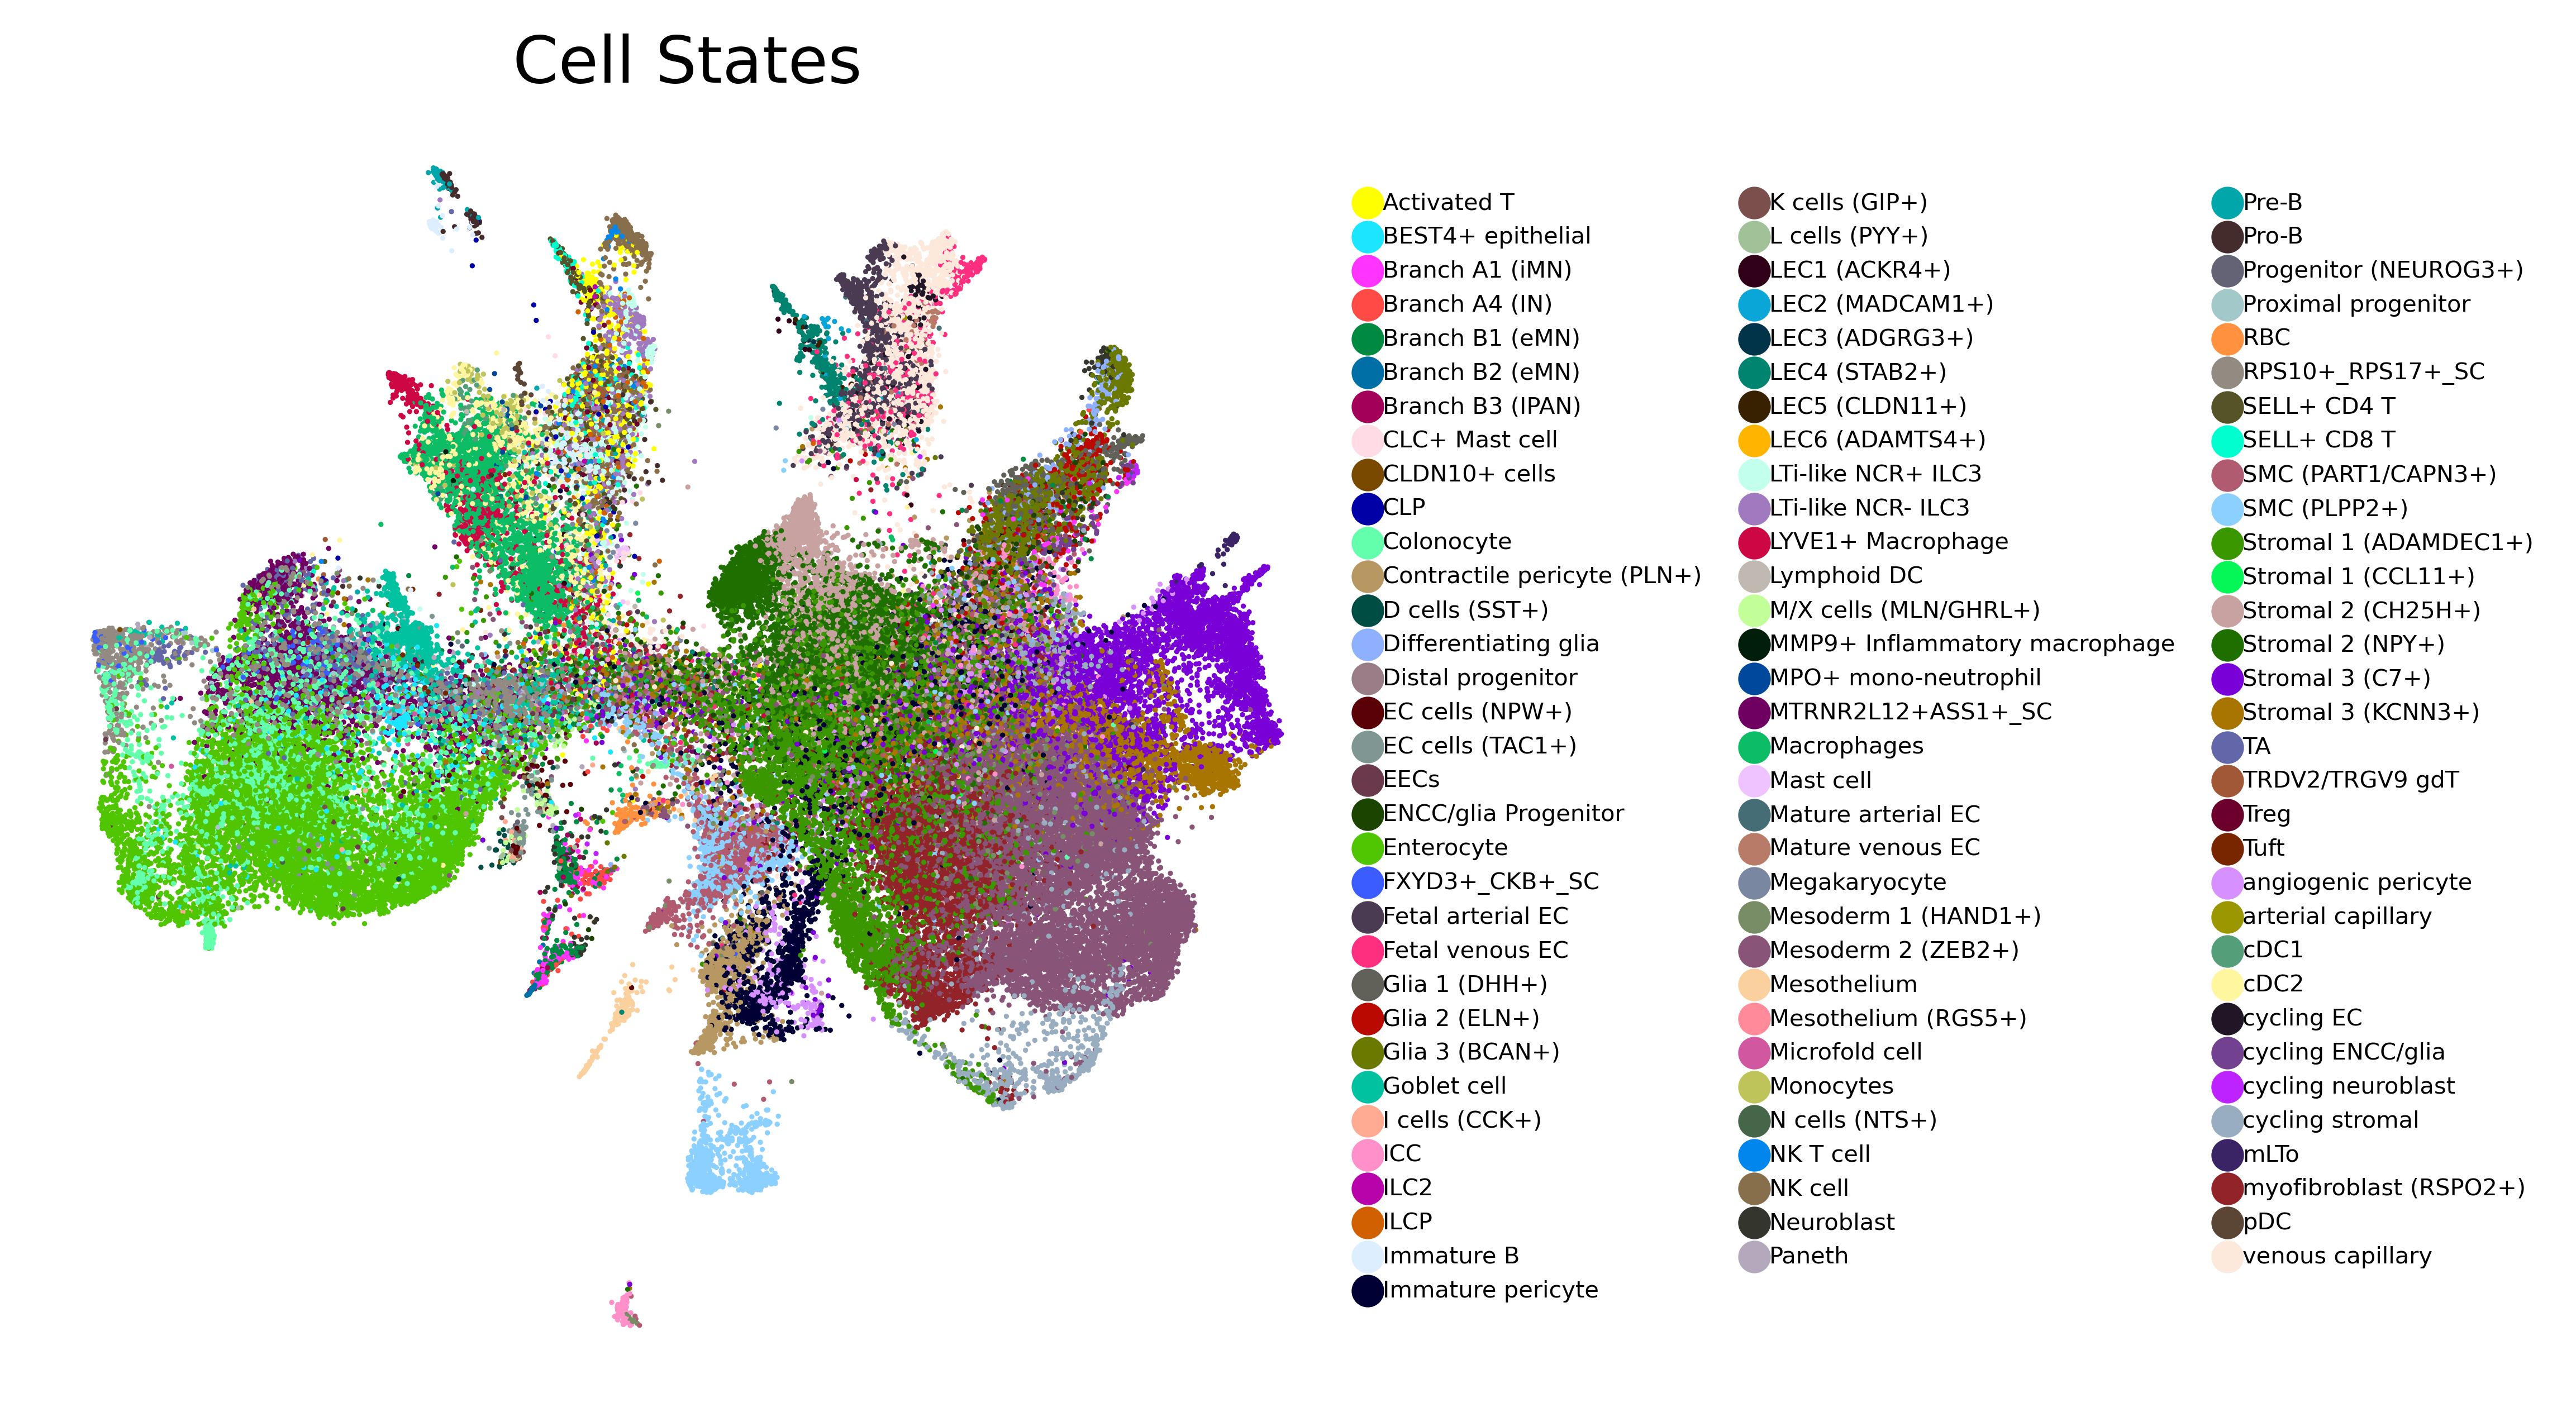 Cell States
Activated T
BEST4+ epithelial
Branch A1 (iMN)
Branch A4 (IN)
Branch B1 (eMN)
Branch B2 (eMN)
Branch B3 (IPAN)
CLC+ Mast cell
CLDN10+ cells
CLP
Colonocyte
Contractile pericyte (PLN+)
D cells (SST+)
Differentiating glia
Distal progenitor
EC cells (NPW+)
EC cells (TAC1+)
EECs
ENCC/glia Progenitor
Enterocyte
FXYD3+_CKB+_SC
Fetal arterial EC
Fetal venous EC
Glia 1 (DHH+)
Glia 2 (ELN+)
Glia 3 (BCAN+)
Goblet cell
I cells (CCK+)
ICC
ILC2
ILCP
Immature B
Immature pericyte
K cells (GIP+)
L cells (PYY+)
LEC1 (ACKR4+)
LEC2 (MADCAM1+)
LEC3 (ADGRG3+)
LEC4 (STAB2+)
LEC5 (CLDN11+)
LEC6 (ADAMTS4+)
LTi-like NCR+ ILC3
LTi-like NCR- ILC3
LYVE1+ Macrophage
Lymphoid DC
M/X cells (MLN/GHRL+)
MMP9+ Inflammatory macrophage
MPO+ mono-neutrophil
MTRNR2L12+ASS1+_SC
Macrophages
Mast cell
Mature arterial EC
Mature venous EC
Megakaryocyte
Mesoderm 1 (HAND1+)
Mesoderm 2 (ZEB2+)
Mesothelium
Mesothelium (RGS5+)
Microfold cell
Monocytes
N cells (NTS+)
NK T cell
NK cell
Neuroblast
Paneth
Pre-B
Pro-B
Progenitor (NEUROG3+)
Proximal progenitor
RBC
RPS10+_RPS17+_SC
SELL+ CD4 T
SELL+ CD8 T
SMC (PART1/CAPN3+)
SMC (PLPP2+)
Stromal 1 (ADAMDEC1+)
Stromal 1 (CCL11+)
Stromal 2 (CH25H+)
Stromal 2 (NPY+)
Stromal 3 (C7+)
Stromal 3 (KCNN3+)
TA
TRDV2/TRGV9 gdT
Treg
Tuft
angiogenic pericyte
arterial capillary
cDC1
cDC2
cycling EC
cycling ENCC/glia
cycling neuroblast
cycling stromal
mLTo
myofibroblast (RSPO2+)
pDC
venous capillary